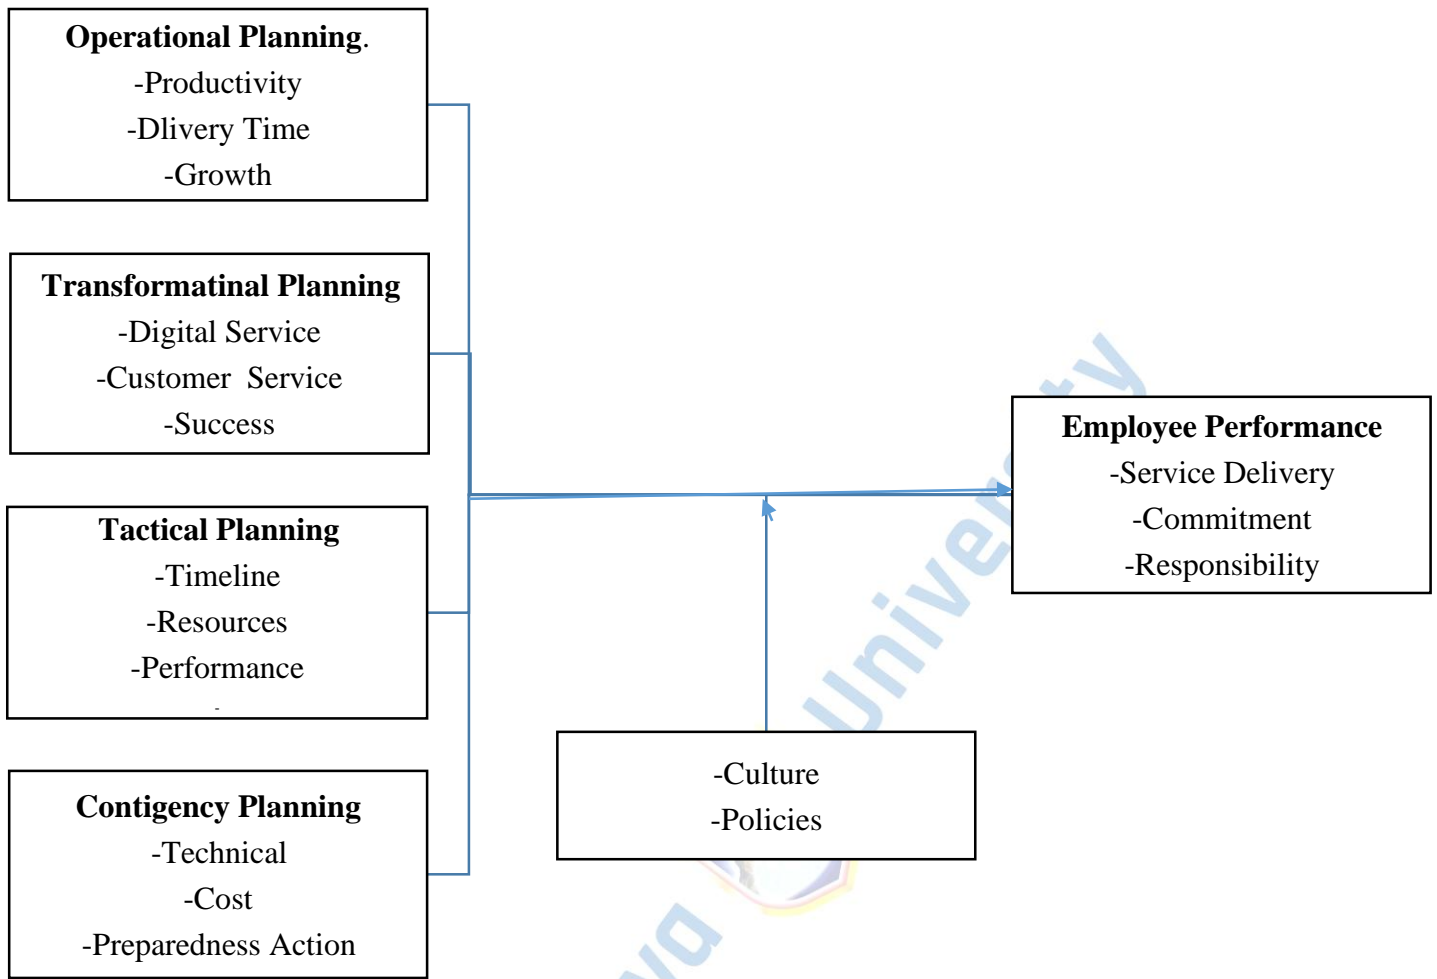 Operational Planning.
-Productivity
-Dlivery Time
-Growth
Transformatinal Planning
-Digital Service
-Customer Service
-Success
Tactical Planning
-Timeline
-Resources
-Performance
-
Contigency Planning
-Technical
-Cost
-Preparedness Action
-Culture
-Policies
Employee Performance
-Service Delivery
-Commitment
-Responsibility
University